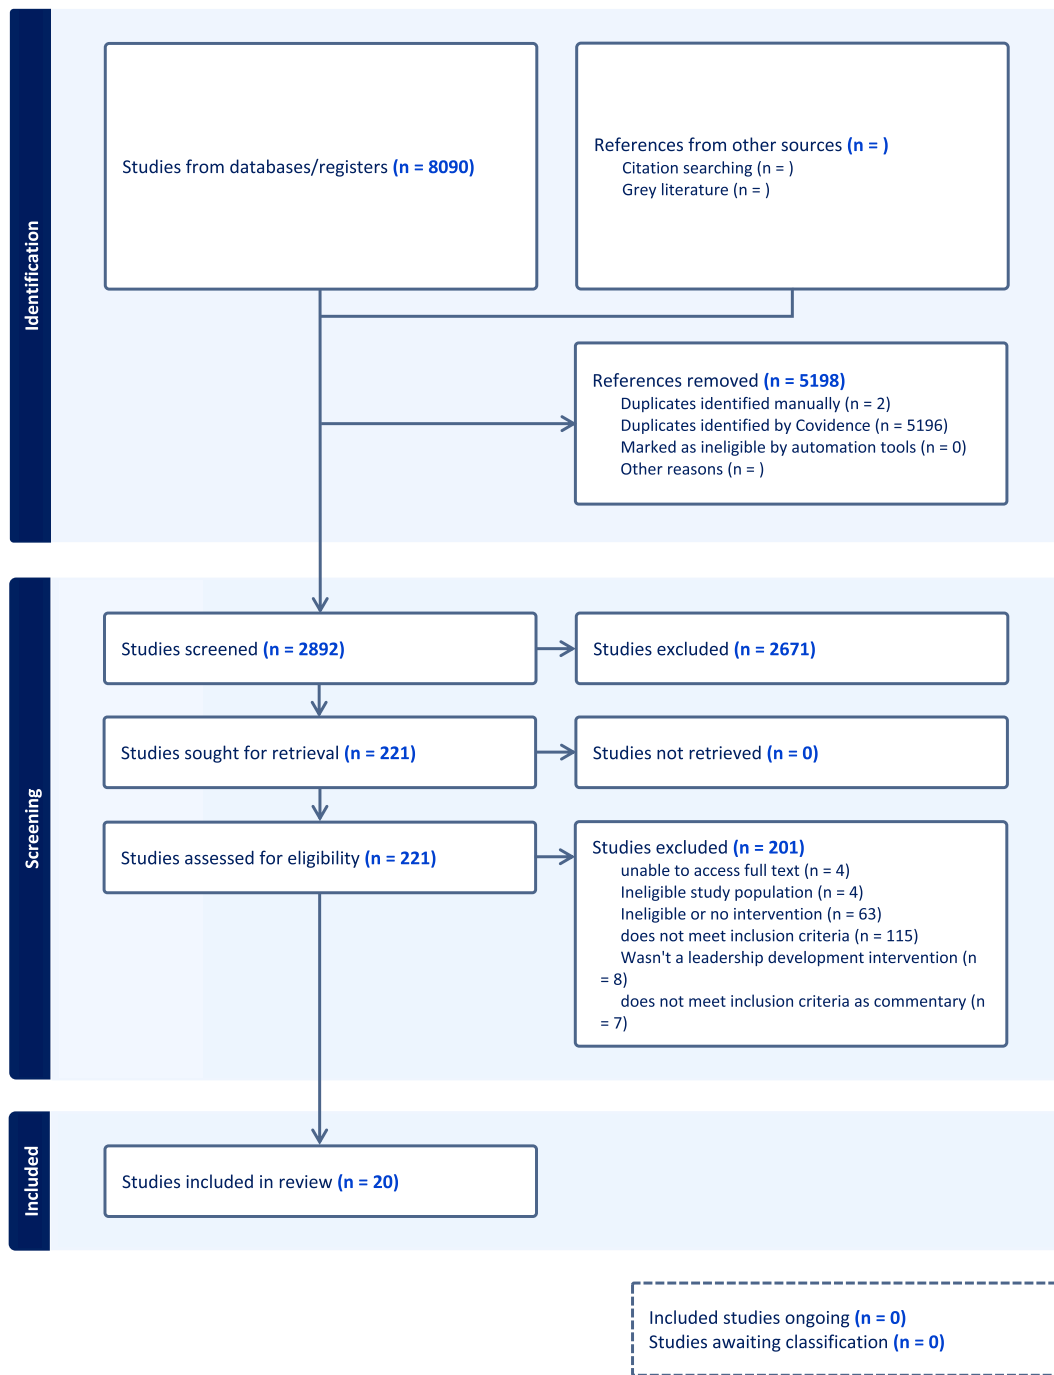 Identification
Studies from databases/registers (n = 8090)
References from other sources (n = )
Citation searching (n = )
Grey literature (n = )
References removed (n = 5198)
Duplicates identified manually (n = 2)
Duplicates identified by Covidence (n = 5196)
Marked as ineligible by automation tools (n = 0)
Other reasons (n = )
Screening
Studies screened (n = 2892)
Studies excluded (n = 2671)
Studies sought for retrieval (n = 221)
Studies not retrieved (n = 0)
Studies assessed for eligibility (n = 221)
Studies excluded (n = 201)
unable to access full text (n = 4)
Ineligible study population (n = 4)
Ineligible or no intervention (n = 63)
does not meet inclusion criteria (n = 115)
Wasn't a leadership development intervention (n
= 8)
does not meet inclusion criteria as commentary (n
= 7)
Included
Studies included in review (n = 20)
Included studies ongoing (n = 0)
Studies awaiting classification (n = 0)